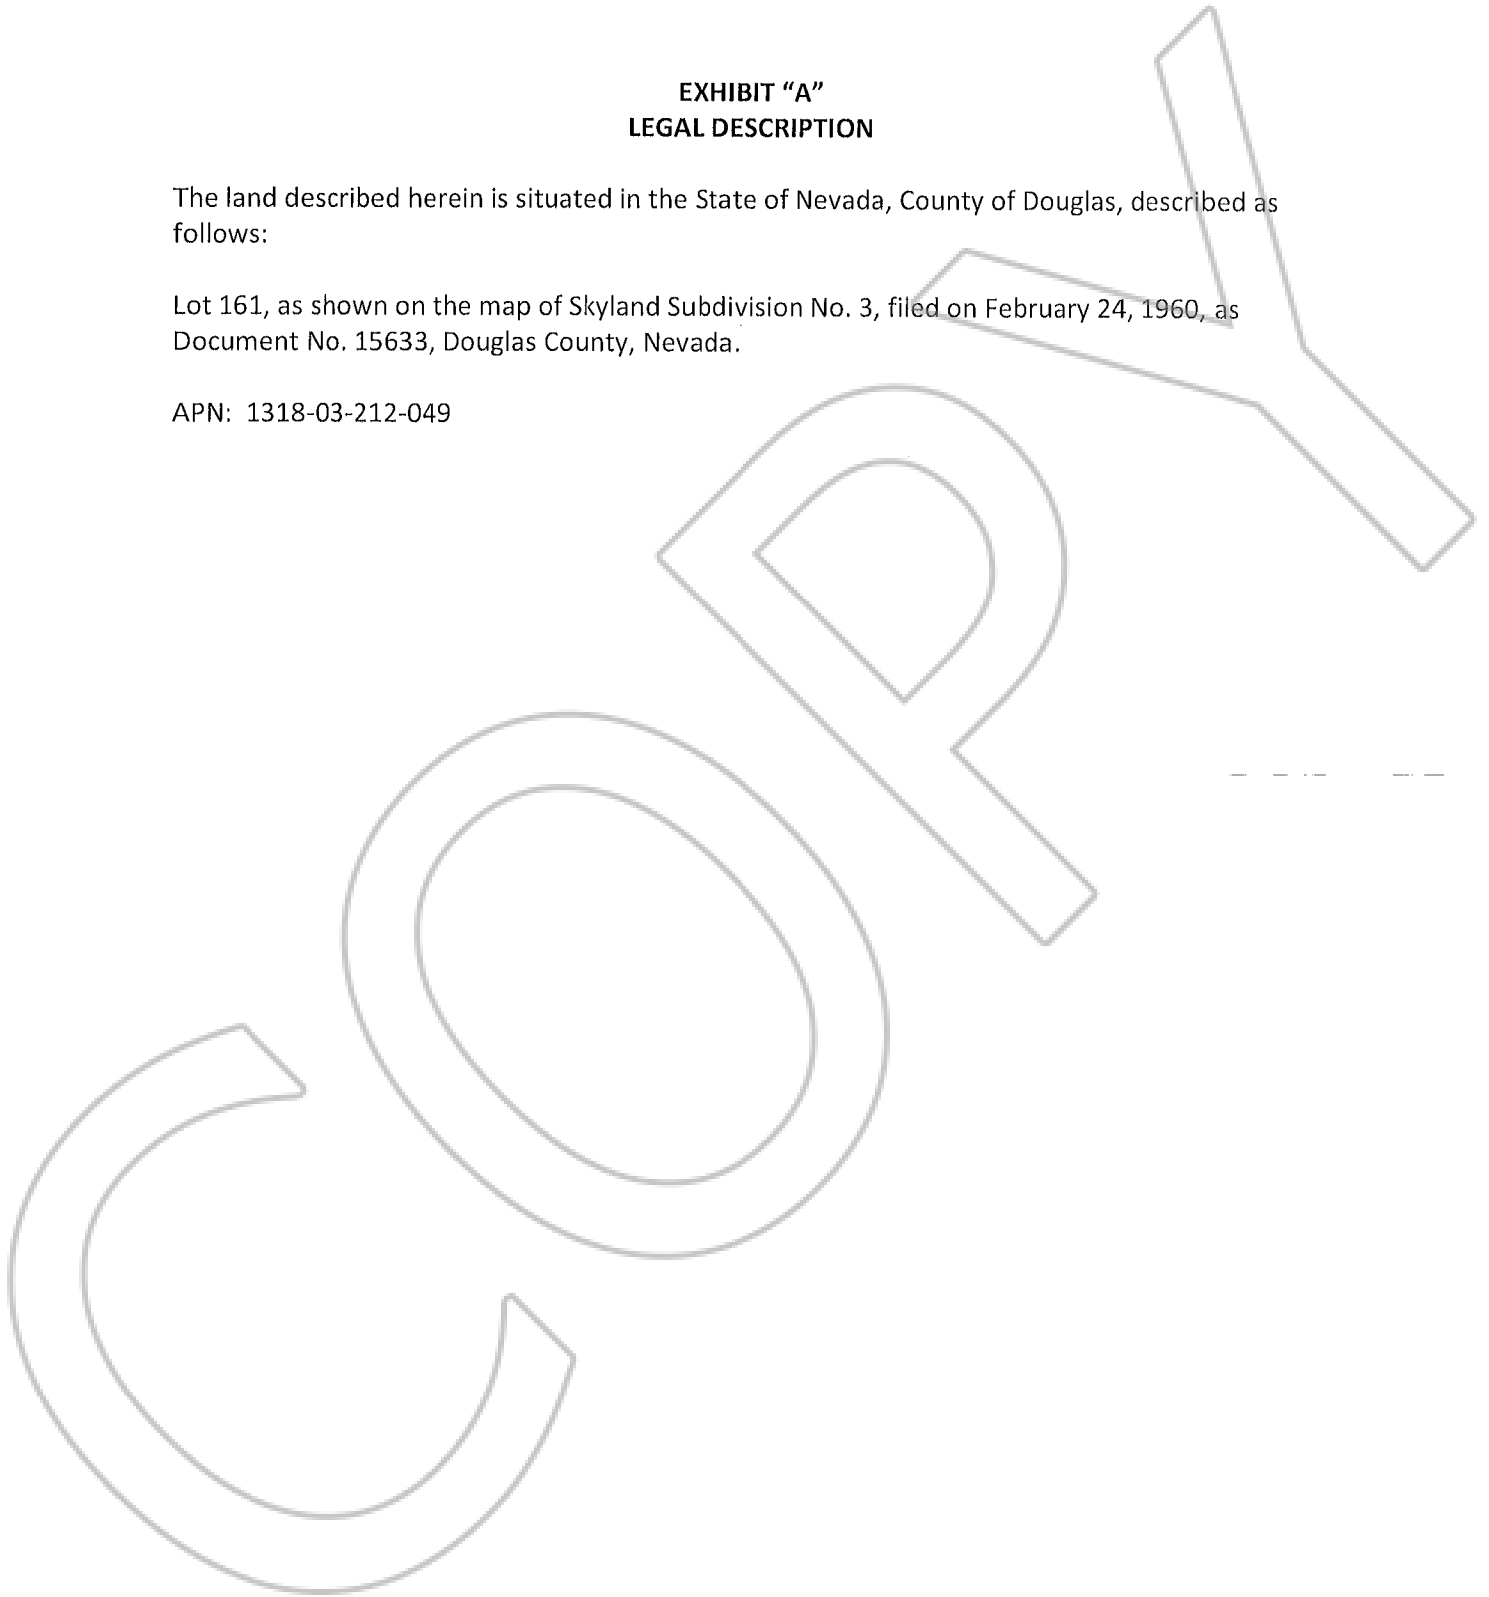 EXHIBIT “A”
LEGAL DESCRIPTION
The land described herein is situated in the State of Nevada, County of Douglas, described as
follows:
Lot 161, as shown on the map of Skyland Subdivision No. 3, filed on February 24, 1960, as
Document No. 15633, Douglas County, Nevada.
APN: 1318-03-212-049
COPY